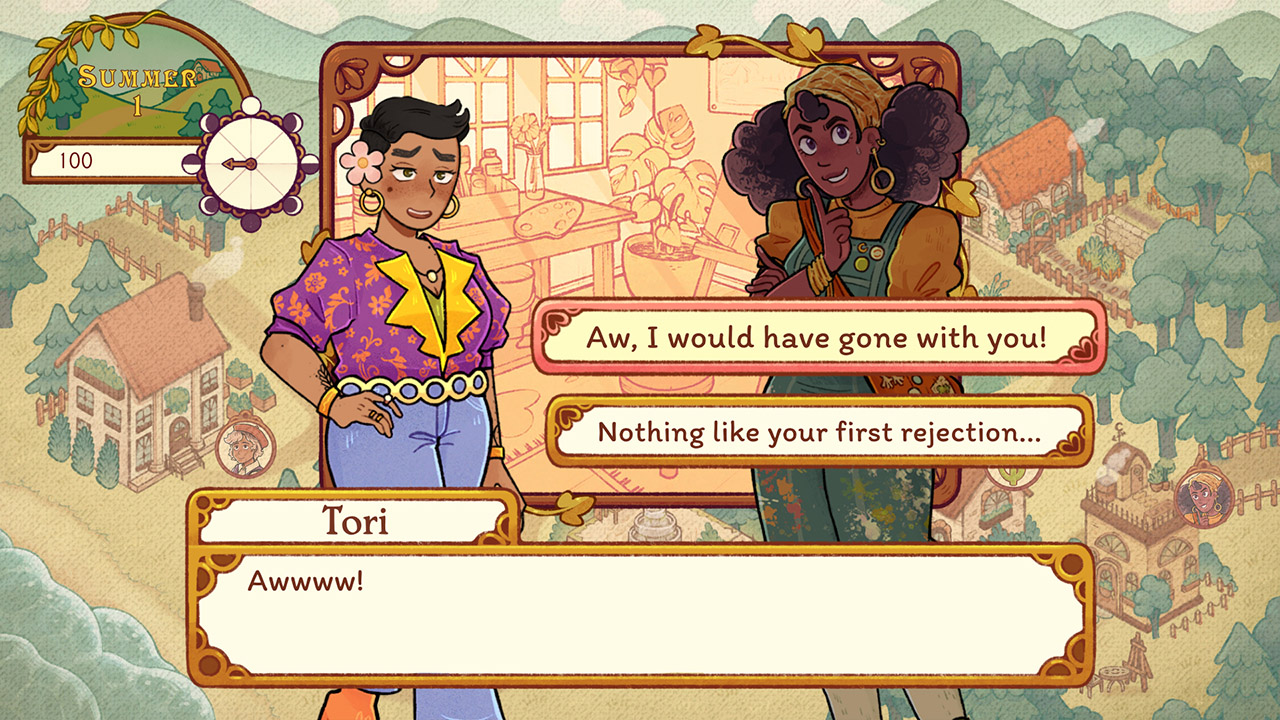 SUMMER
1
100
Aw, I would have gone with you!
Nothing like your first rejection...
Tori
Awwww!